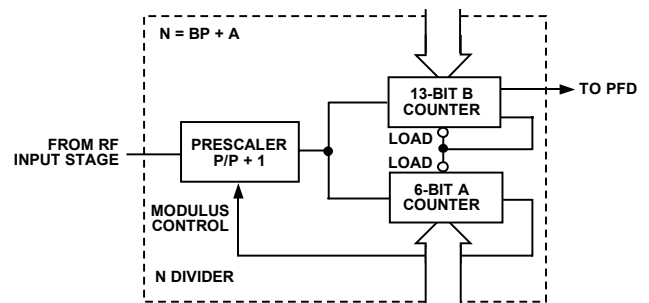 N = BP + A
13-BIT B
COUNTER
TO PFD
FROM RF
INPUT STAGE
PRESCALER
P/P + 1
LOAD
LOAD
6-BIT A
COUNTER
MODULUS
CONTROL
N DIVIDER